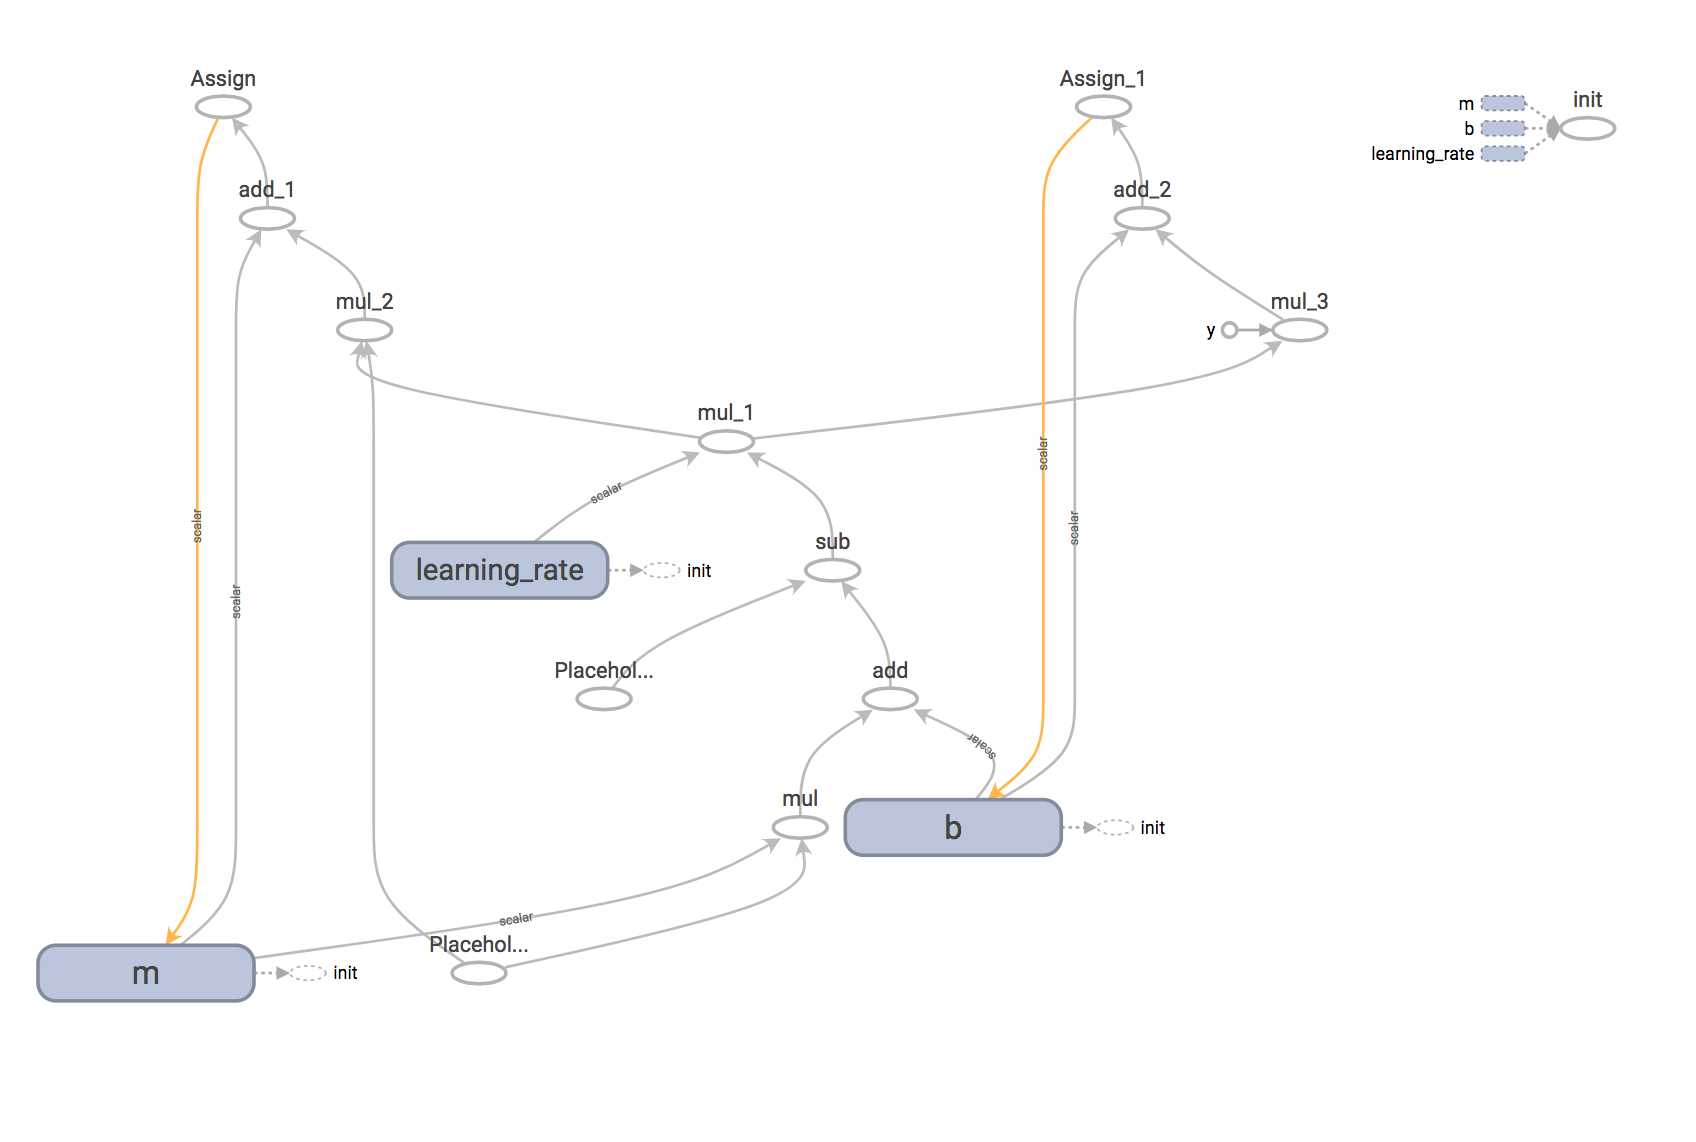 Assign
Assign_1
init
m
b
learning_rate
add_1
add_2
mul_2
mul_3
y
mul_1
scalar
scalar
scalar
scalar
scalar
sub
learning_rate
init
Placehol...
add
scalar
mul
b
init
scalar
Placehol...
m
init